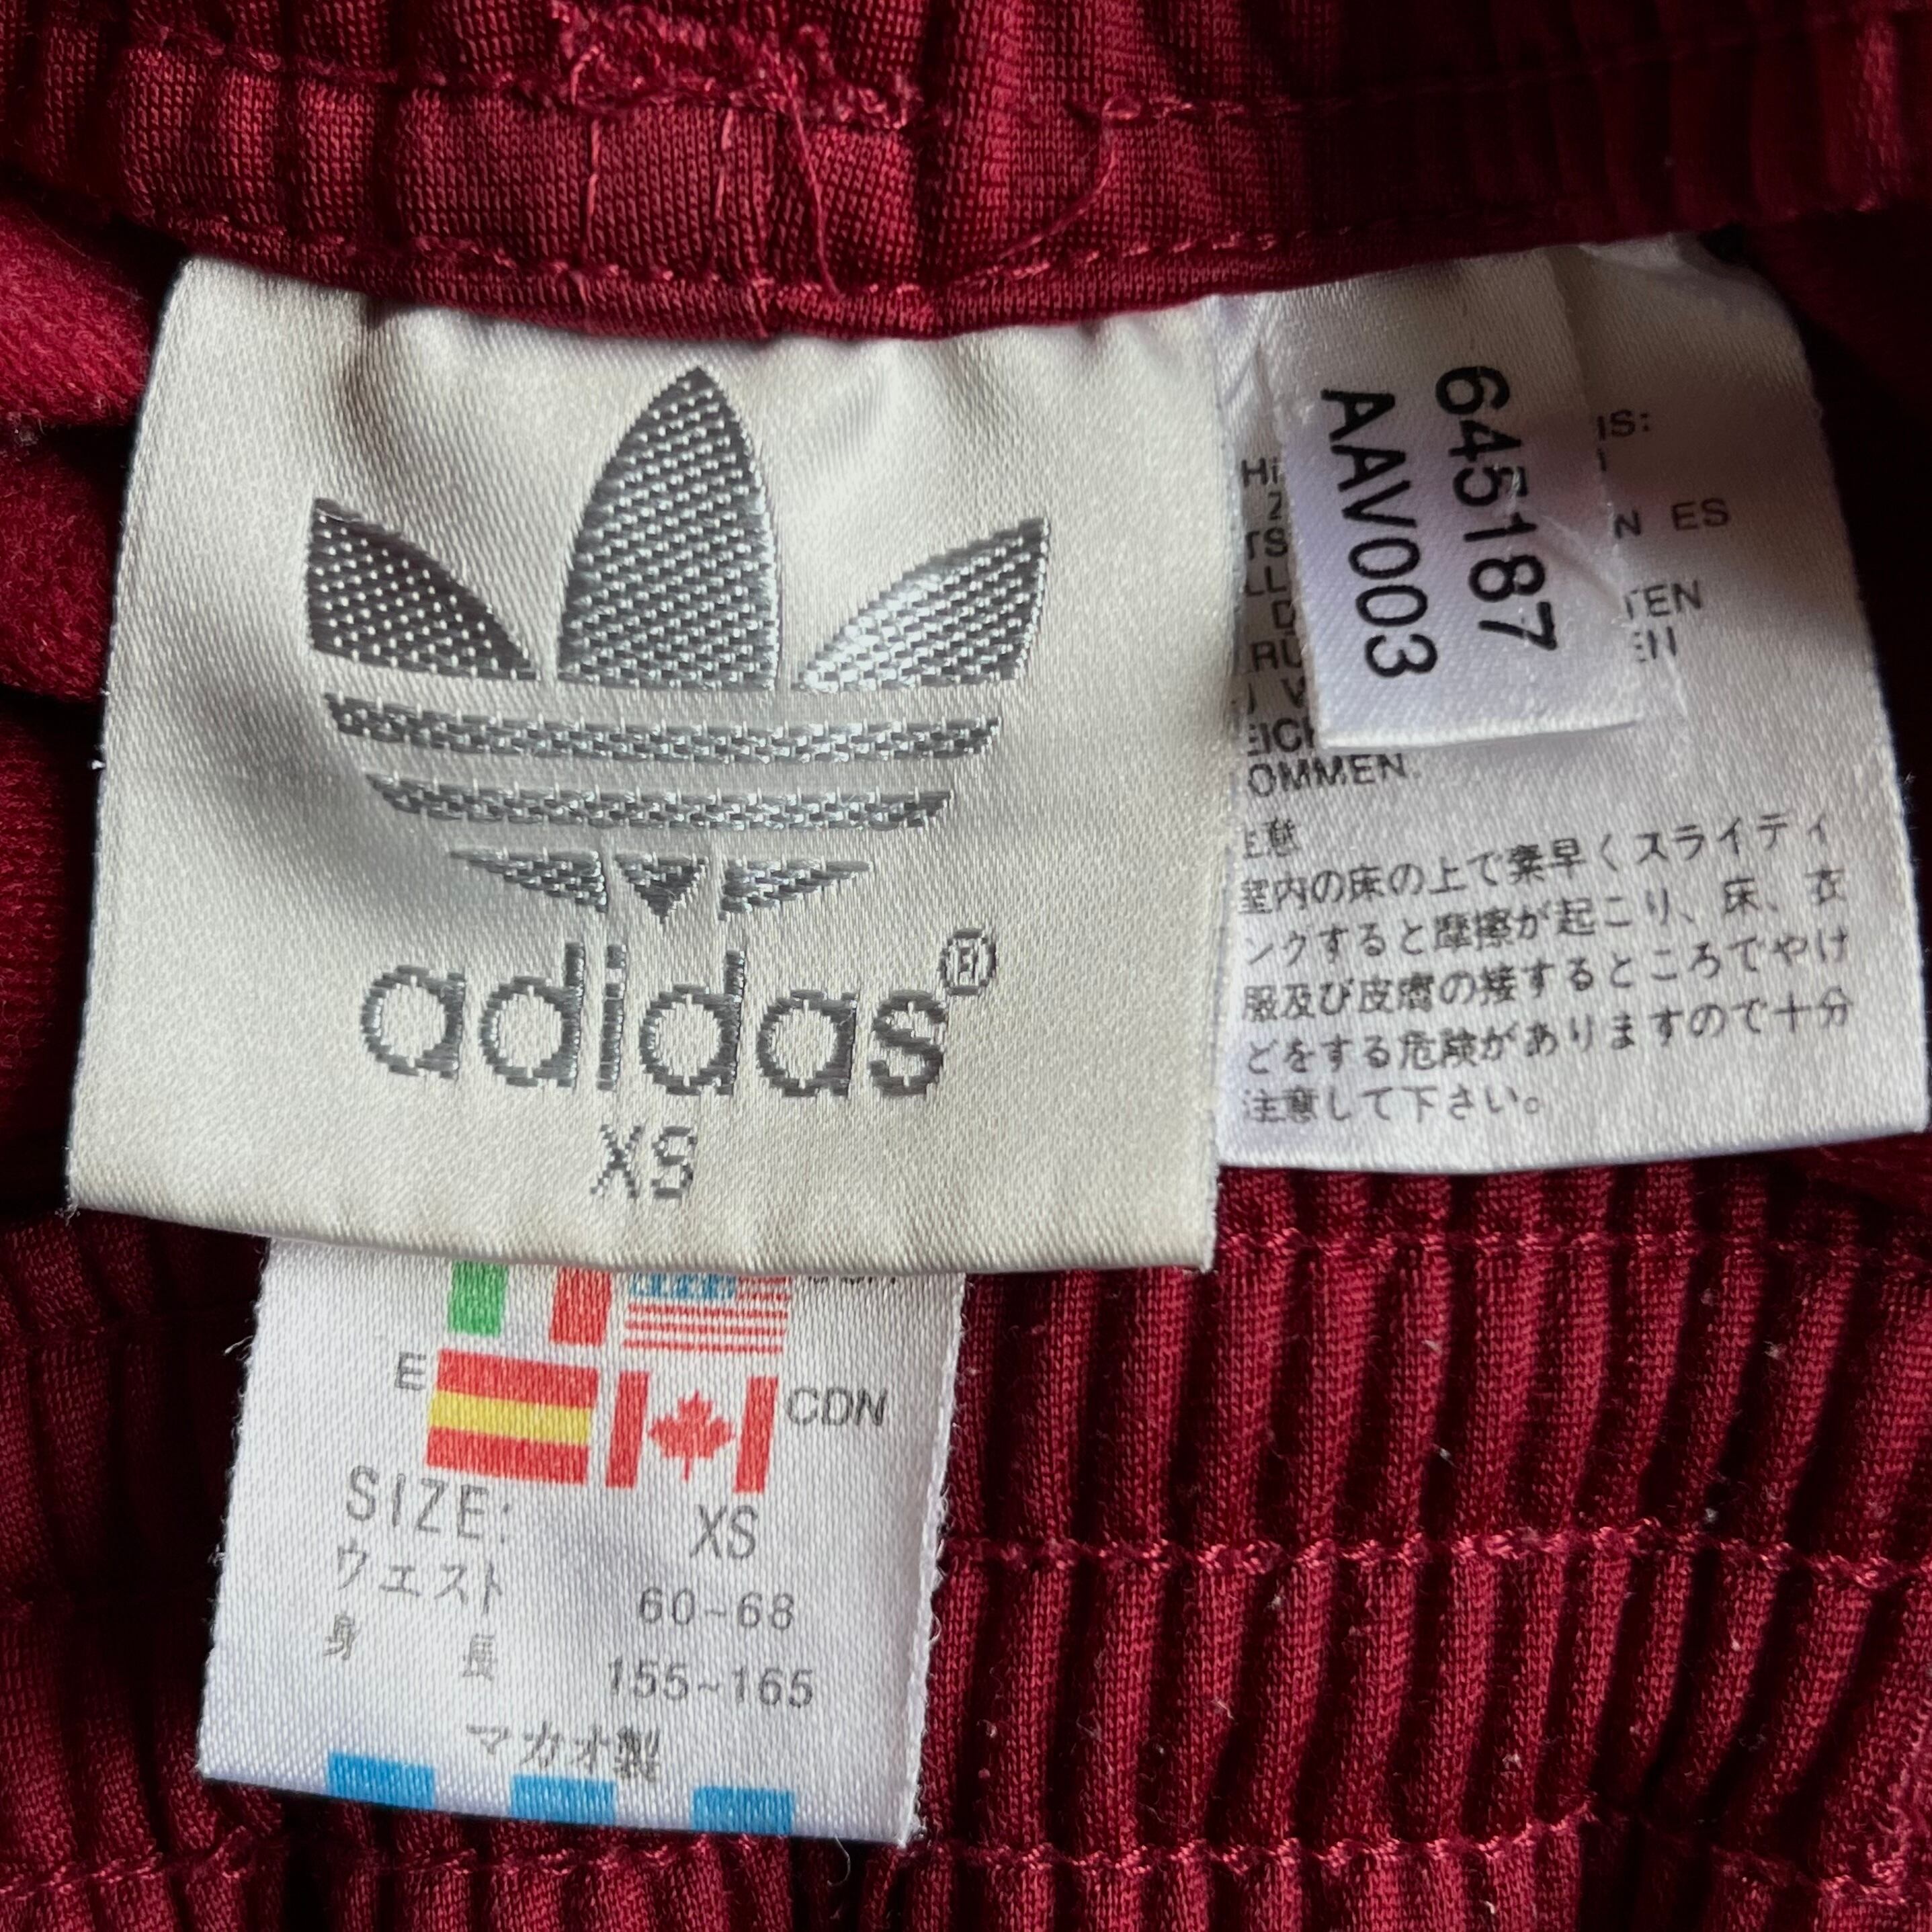 adidas®
XS
E
CDN
SIZE: XS
ウエスト 60~68
身長 155~165
マカオ製
645187
AAV003
ES
OMMEN.
室内の床の上で素早くスライディ
ングすると摩擦が起こり、床、衣
服及び皮膚の接するところでやけ
どをする危険がありますので十分
注意して下さい。